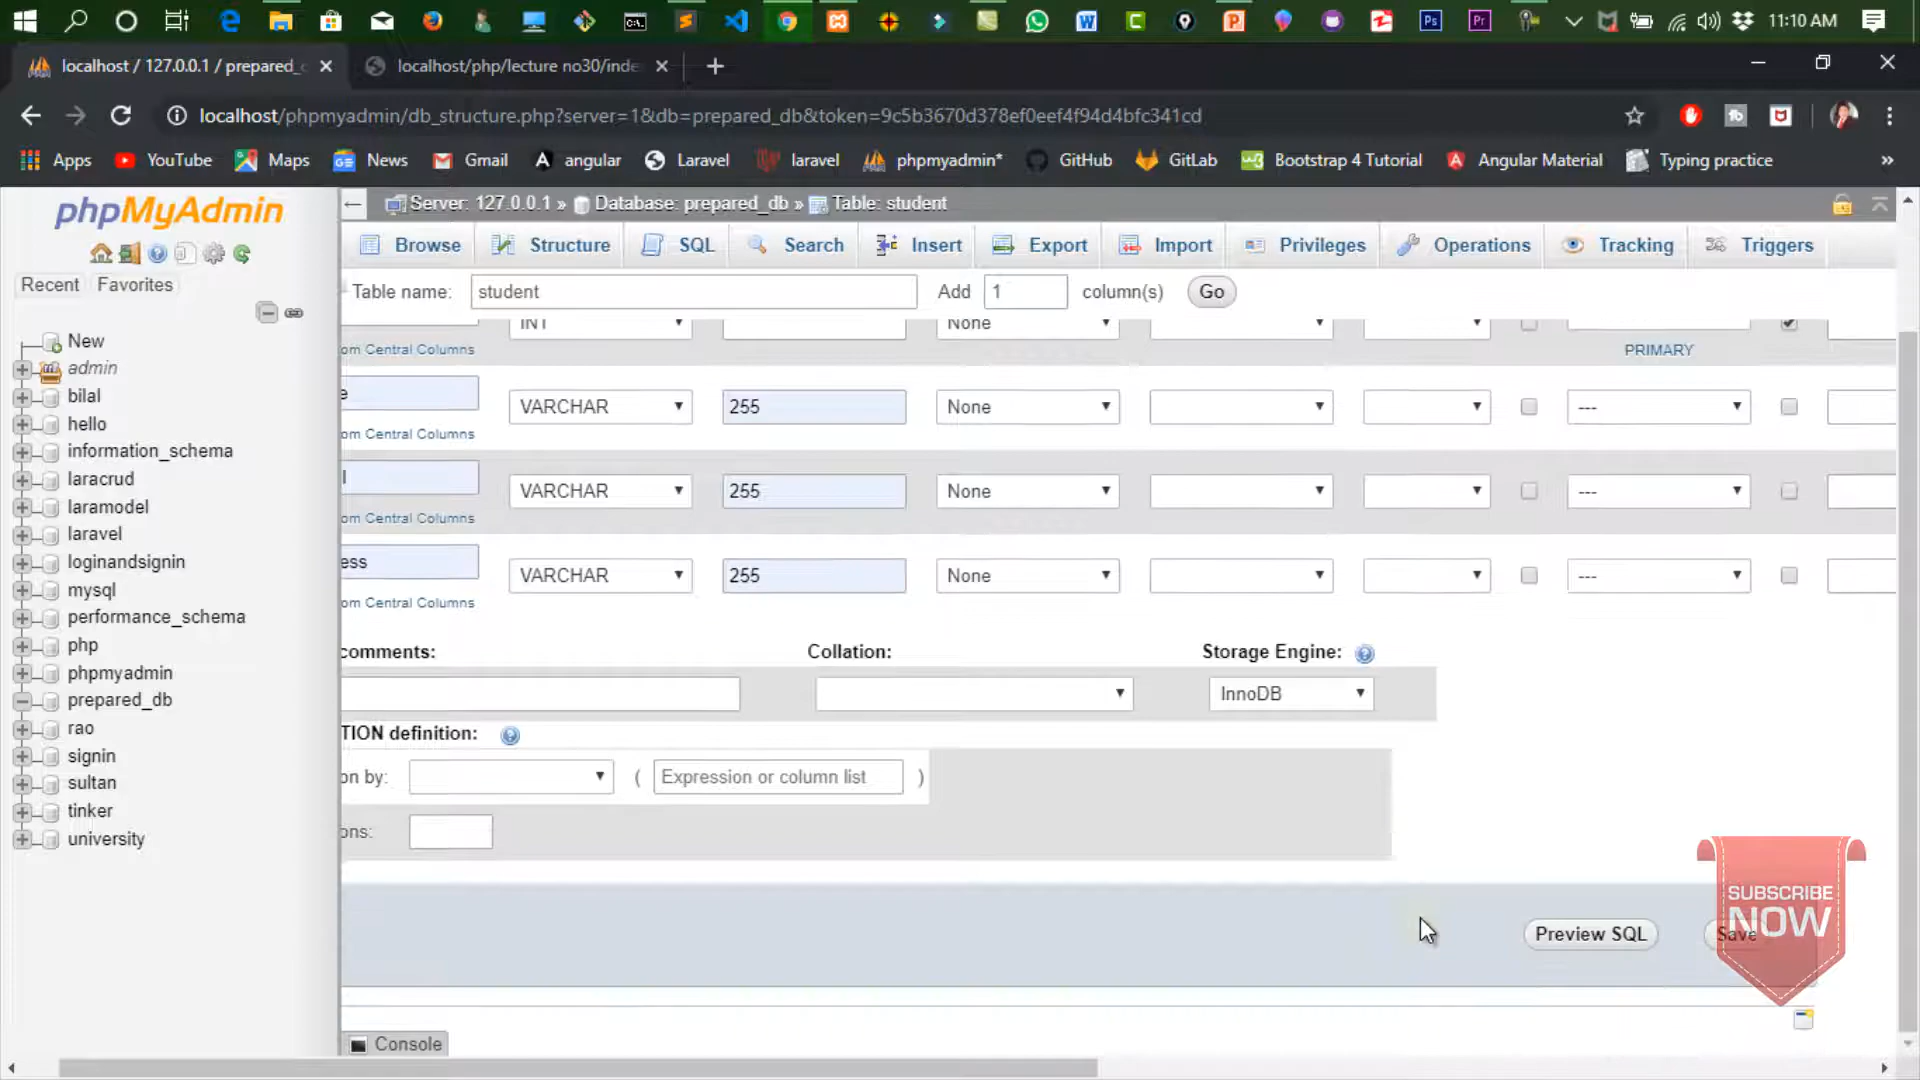 11:10 AM
localhost / 127.0.0.1 / prepared_
localhost/php/lecture no30/inde
localhost/phpmyadmin/db_structure.php?server=1&db=prepared_db&token=9c5b3670d378ef0eef4f94d4bfc341cd
Apps YouTube Maps News Gmail angular Laravel laravel phpmyadmin* GitHub GitLab Bootstrap 4 Tutorial Angular Material Typing practice »
phpMyAdmin
Recent Favorites
New
admin
bilal
hello
information_schema
laracrud
laramodel
laravel
loginandsignin
mysql
performance_schema
php
phpmyadmin
prepared_db
rao
signin
sultan
tinker
university
Server: 127.0.0.1 » Database: prepared_db » Table: student
Browse Structure SQL Search Insert Export Import Privileges Operations Tracking Triggers
Table name: student Add 1 column(s) Go
INT None
om Central Columns PRIMARY
e VARCHAR 255 None ---
om Central Columns
l VARCHAR 255 None ---
om Central Columns
ess VARCHAR 255 None ---
om Central Columns
comments: Collation: Storage Engine:
InnoDB
TION definition:
on by: ( Expression or column list )
ons:
Preview SQL Save
SUBSCRIBE
NOW
Console